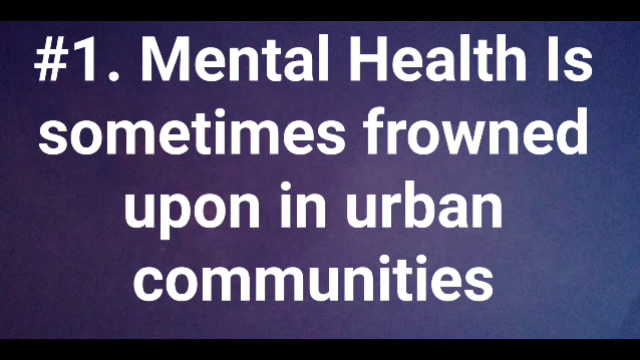 #1. Mental Health Is
sometimes frowned
upon in urban
communities